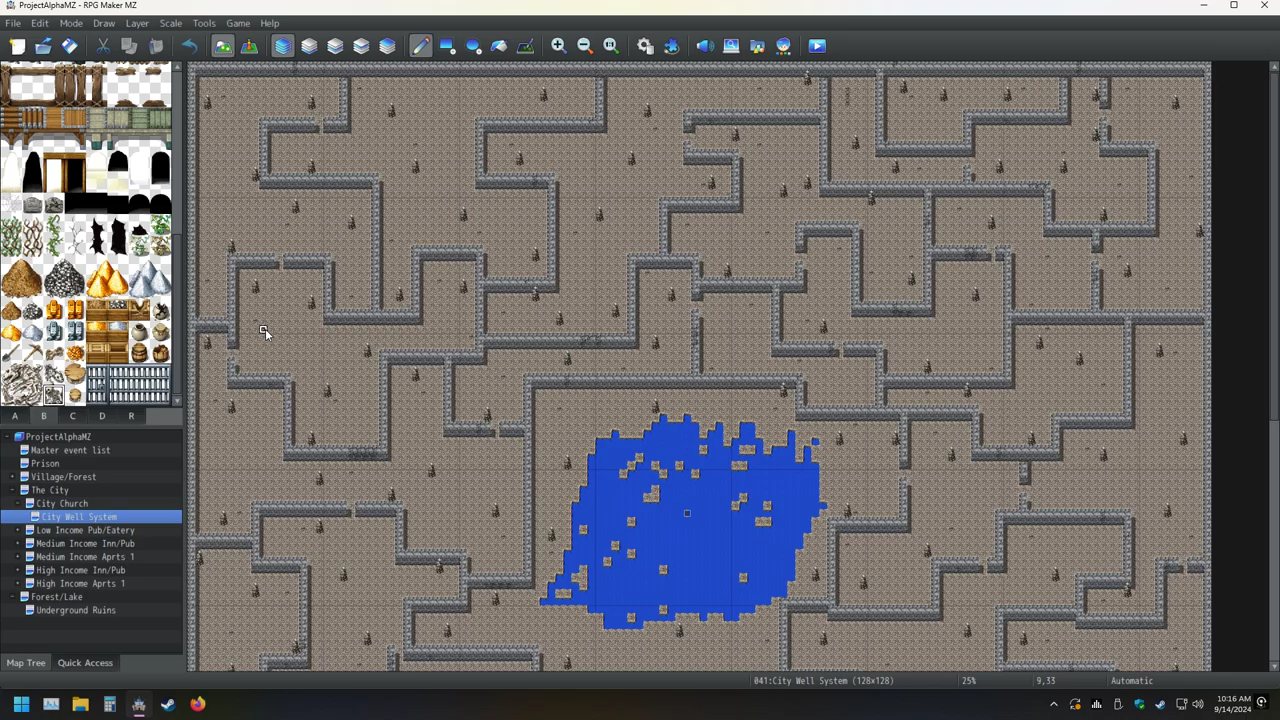 ProjectAlphaMZ - RPG Maker MZ
File Edit Mode Draw Layer Scale Tools Game Help
A B C D R
ProjectAlphaMZ
Master event list
Prison
Village/Forest
The City
City Church
City Well System
Low Income Pub/Eatery
Medium Income Inn/Pub
Medium Income Aprts 1
High Income Inn/Pub
High Income Aprts 1
Forest/Lake
Underground Ruins
Map Tree Quick Access
041:City Well System (128×128) 25% 9,33 Automatic
10:16 AM
9/14/2024